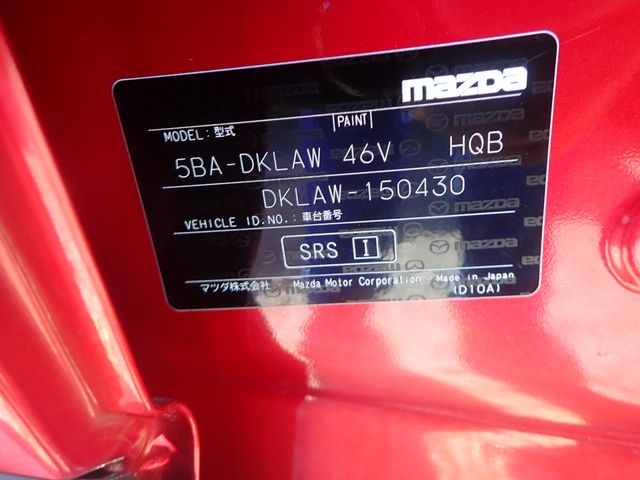 mazda
MODEL: 型式 PAINT
5BA-DKLAW 46V HQB
DKLAW-150430
VEHICLE ID.NO.: 車台番号
SRS I
マツダ株式会社 Mazda Motor Corporation Made in Japan
(D10A)